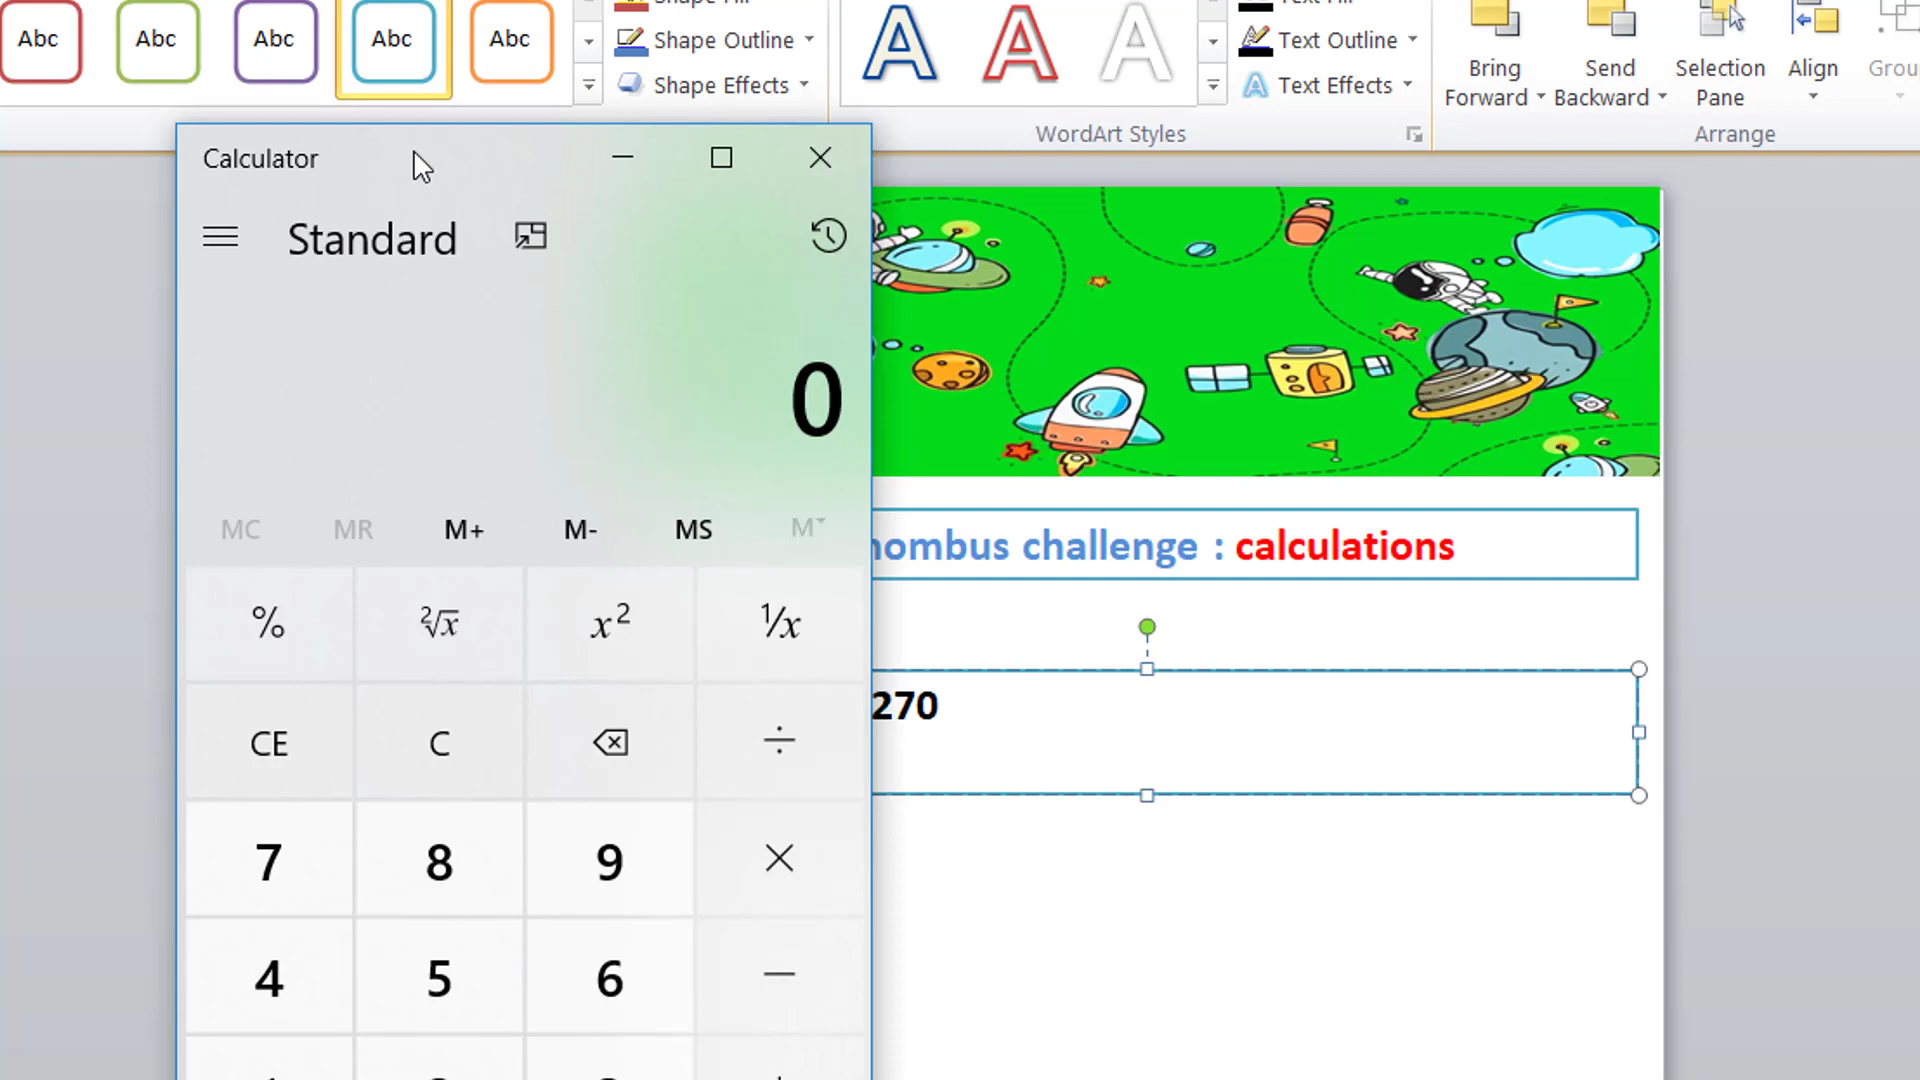 Abc Abc Abc Abc Abc
Shape Outline
Shape Effects
Text Outline
Text Effects
WordArt Styles
Bring Forward
Send Backward
Selection Pane
Align
Arrange
Calculator
Standard
0
MC MR M+ M- MS M˅
% ²√x x² ¹/x
CE C ÷
7 8 9 ×
4 5 6 −
challenge : calculations
270